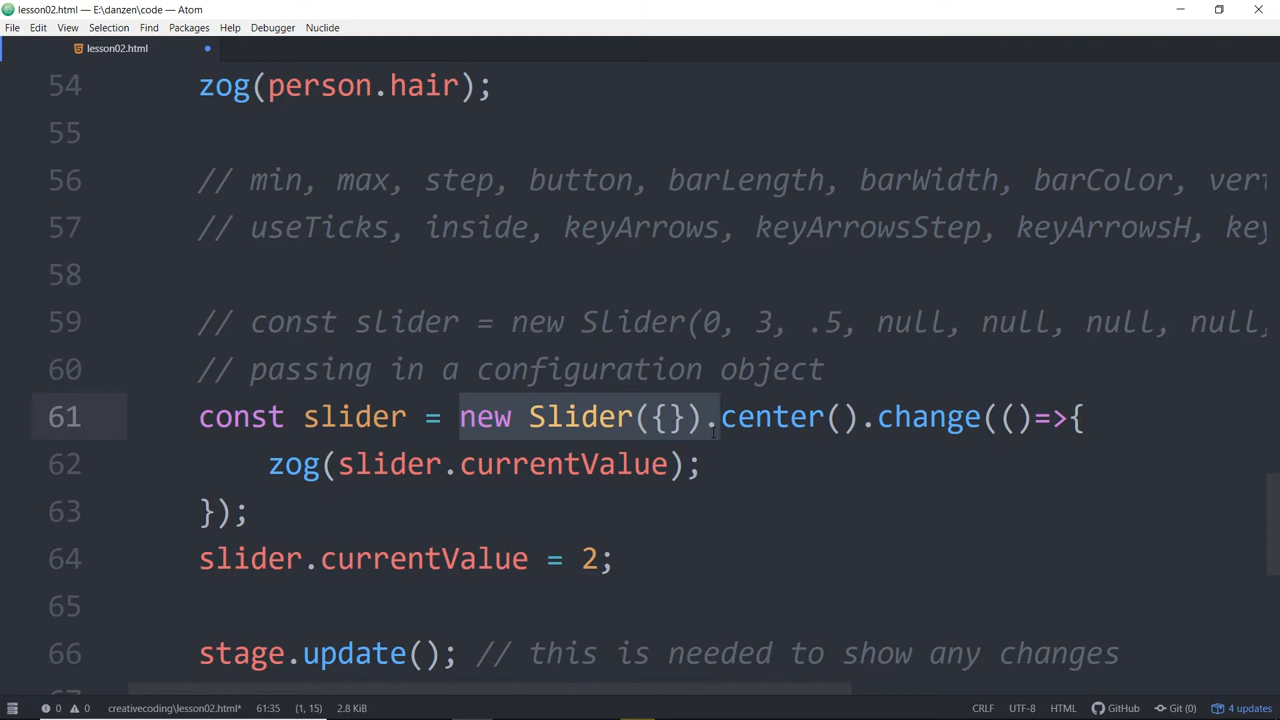 lesson02.html — E:\danzen\code — Atom
File Edit View Selection Find Packages Help Debugger Nuclide
lesson02.html
54 zog(person.hair);
55
56 // min, max, step, button, barLength, barWidth, barColor, vert
57 // useTicks, inside, keyArrows, keyArrowsStep, keyArrowsH, key
58
59 // const slider = new Slider(0, 3, .5, null, null, null, null,
60 // passing in a configuration object
61 const slider = new Slider({}).center().change(()=>{
62 zog(slider.currentValue);
63 });
64 slider.currentValue = 2;
65
66 stage.update(); // this is needed to show any changes
0 0 creativecoding\lesson02.html* 61:35 (1, 15) 2.8 KiB CRLF UTF-8 HTML GitHub Git (0) 4 updates